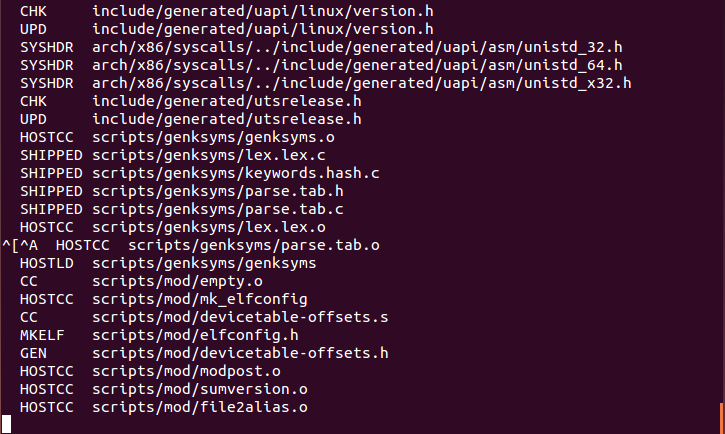 CHK     include/generated/uapi/linux/version.h
UPD     include/generated/uapi/linux/version.h
SYSHDR  arch/x86/syscalls/../include/generated/uapi/asm/unistd_32.h
SYSHDR  arch/x86/syscalls/../include/generated/uapi/asm/unistd_64.h
SYSHDR  arch/x86/syscalls/../include/generated/uapi/asm/unistd_x32.h
CHK     include/generated/utsrelease.h
UPD     include/generated/utsrelease.h
HOSTCC  scripts/genksyms/genksyms.o
SHIPPED scripts/genksyms/lex.lex.c
SHIPPED scripts/genksyms/keywords.hash.c
SHIPPED scripts/genksyms/parse.tab.h
SHIPPED scripts/genksyms/parse.tab.c
HOSTCC  scripts/genksyms/lex.lex.o
^[^A  HOSTCC  scripts/genksyms/parse.tab.o
HOSTLD  scripts/genksyms/genksyms
CC      scripts/mod/empty.o
HOSTCC  scripts/mod/mk_elfconfig
CC      scripts/mod/devicetable-offsets.s
MKELF   scripts/mod/elfconfig.h
GEN     scripts/mod/devicetable-offsets.h
HOSTCC  scripts/mod/modpost.o
HOSTCC  scripts/mod/sumversion.o
HOSTCC  scripts/mod/file2alias.o